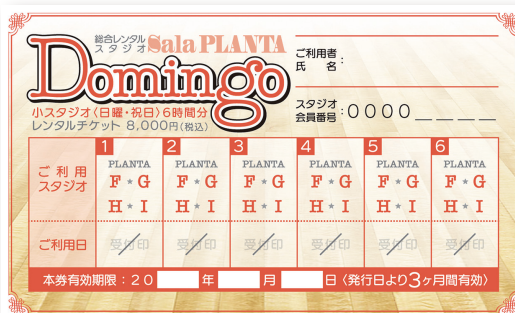 総合レンタル
スタジオ Sala PLANTA
Domingo
小スタジオ〈日曜・祝日〉6時間分
レンタルチケット 8,000円(税込)
ご利用者
氏 名 :
スタジオ
会員番号 : 0000 _ _ _ _
1 2 3 4 5 6
ご利用
スタジオ
PLANTA PLANTA PLANTA PLANTA PLANTA PLANTA
F★G F★G F★G F★G F★G F★G
H★I H★I H★I H★I H★I H★I
ご利用日 受付印 受付印 受付印 受付印 受付印 受付印
本券有効期限:20 年 月 日〈発行日より3ヶ月間有効〉